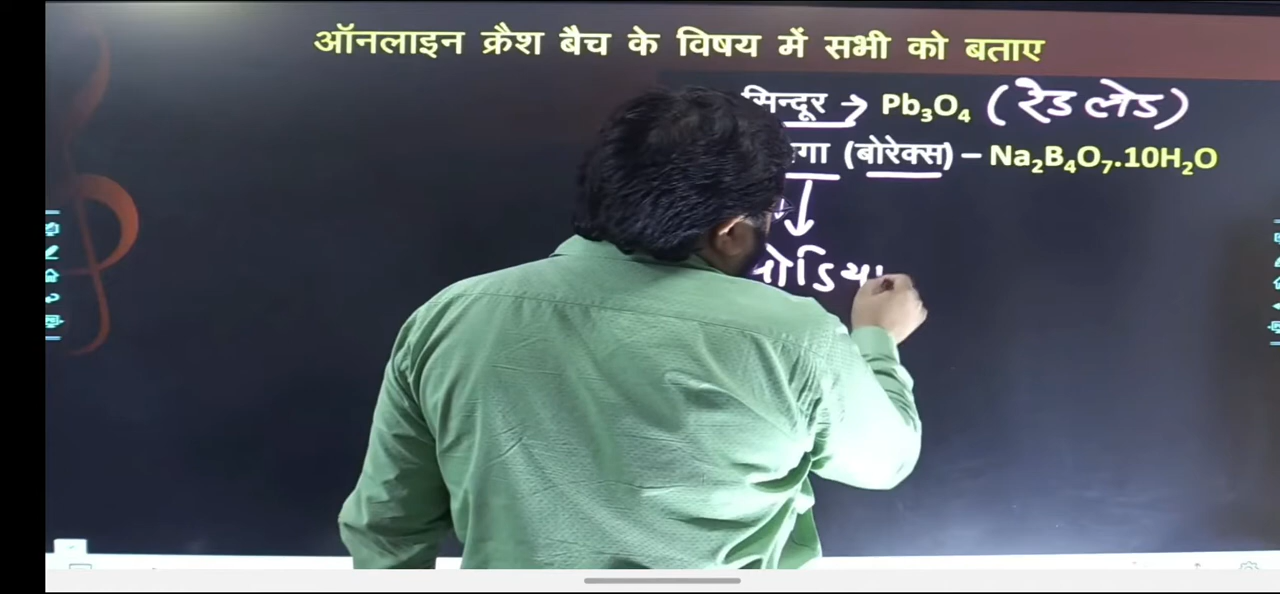 ऑनलाइन क्रैश बैच के विषय में सभी को बताए
सिन्दूर → Pb₃O₄ (रेड लेड)
(बोरेक्स) – Na₂B₄O₇.10H₂O